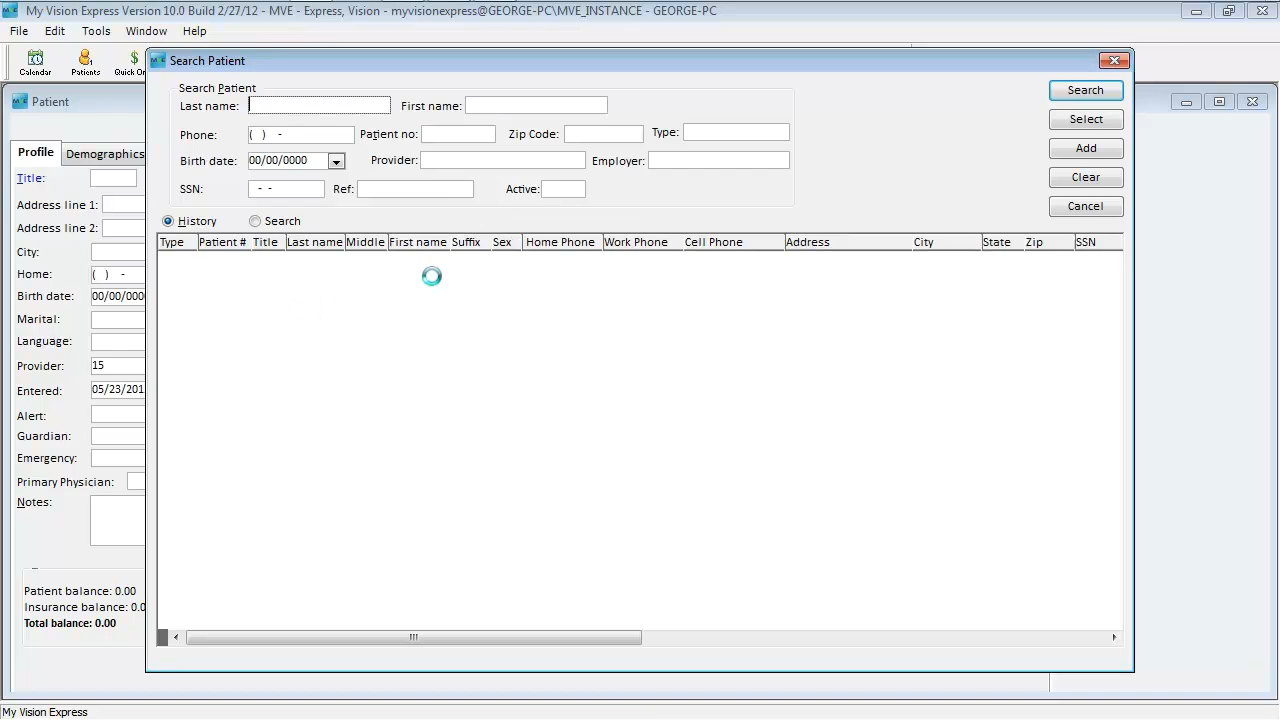 My Vision Express Version 10.0 Build 2/27/12 - MVE - Express, Vision - myvisionexpress@GEORGE-PC\MVE_INSTANCE - GEORGE-PC
File Edit Tools Window Help
Calendar Patients Quick Or
Search Patient
Patient
Profile Demographics
Title:
Address line 1:
Address line 2:
City:
Home: ( ) -
Birth date: 00/00/000
Marital:
Language:
Provider: 15
Entered: 05/23/201
Alert:
Guardian:
Emergency:
Primary Physician:
Notes:
Patient balance: 0.00
Insurance balance: 0.0
Total balance: 0.00
Search Patient
Last name: First name:
Phone: ( ) - Patient no: Zip Code: Type:
Birth date: 00/00/0000 Provider: Employer:
SSN: - - Ref: Active:
Search
Select
Add
Clear
Cancel
History Search
Type Patient # Title Last name Middle First name Suffix Sex Home Phone Work Phone Cell Phone Address City State Zip SSN
My Vision Express